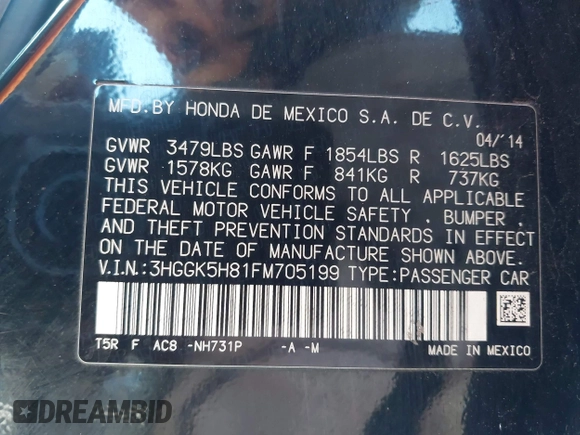 MFD.BY HONDA DE MEXICO S.A. DE C.V.
04/'14
GVWR 3479LBS GAWR F 1854LBS R 1625LBS
GVWR 1578KG GAWR F 841KG R 737KG
THIS VEHICLE CONFORMS TO ALL APPLICABLE
FEDERAL MOTOR VEHICLE SAFETY , BUMPER ,
AND THEFT PREVENTION STANDARDS IN EFFECT
ON THE DATE OF MANUFACTURE SHOWN ABOVE.
V.I.N.:3HGGK5H81FM705199 TYPE:PASSENGER CAR
T5R F AC8 -NH731P -A -M MADE IN MEXICO
DREAMBID